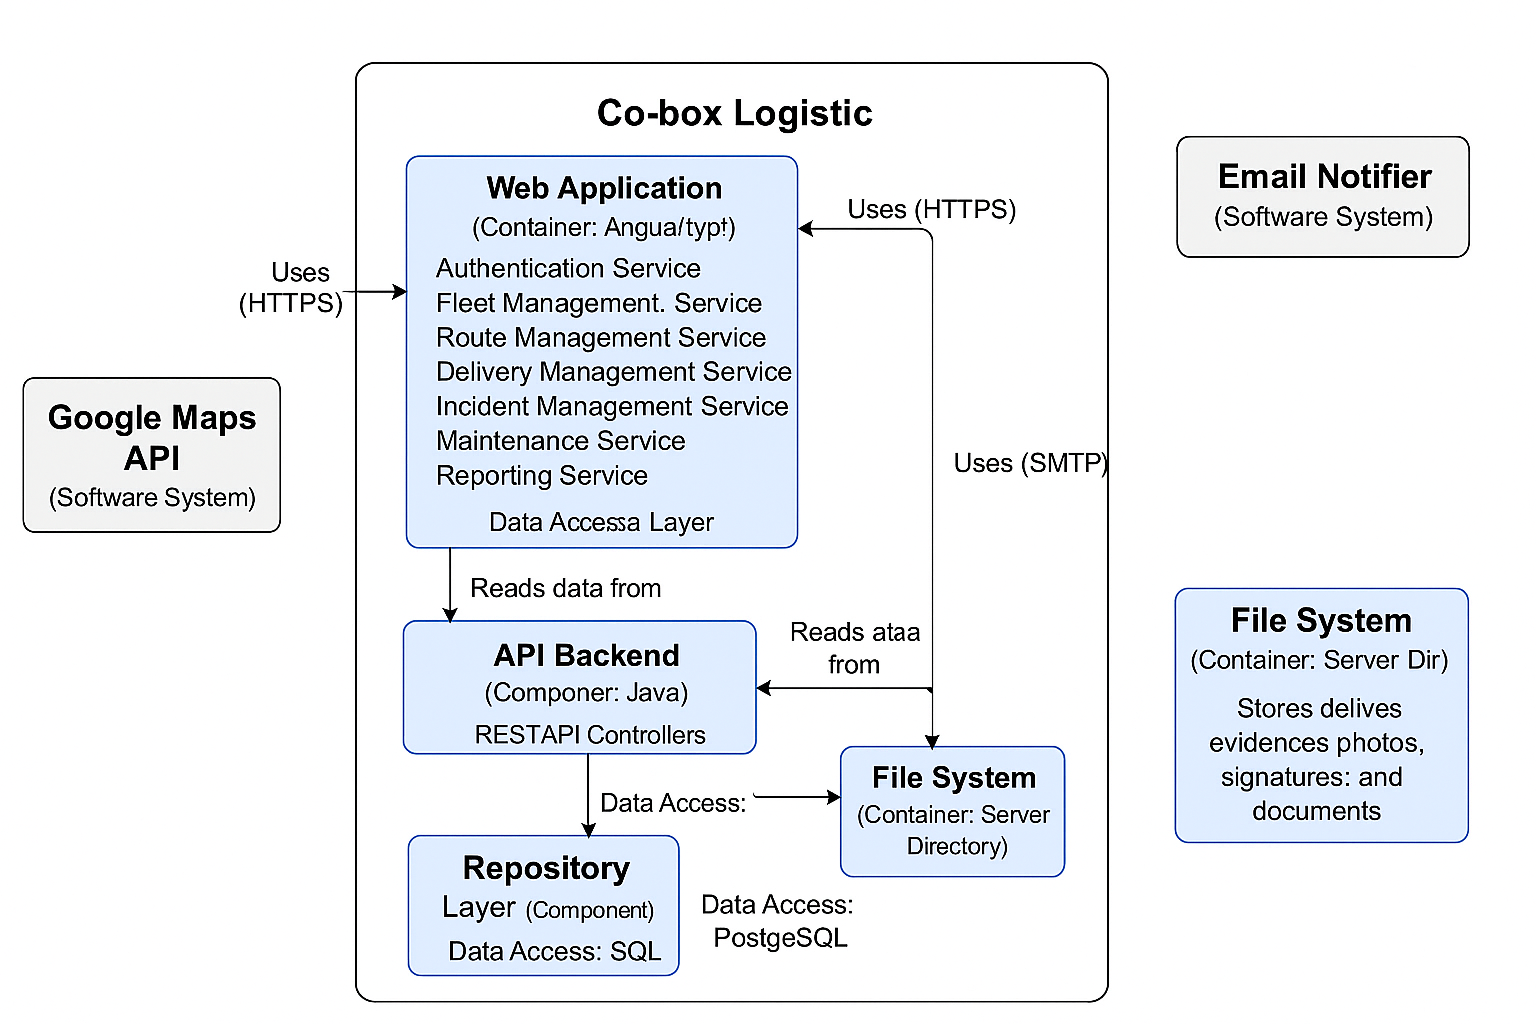 Co-box Logistic
Web Application
(Container: Angua/typt)
Authentication Service
Fleet Management. Service
Route Management Service
Delivery Management Service
Incident Management Service
Maintenance Service
Reporting Service
Data Accessa Layer
Uses
(HTTPS)
Google Maps
API
(Software System)
Uses (HTTPS)
Email Notifier
(Software System)
Uses (SMTP)
Reads data from
API Backend
(Componer: Java)
RESTAPI Controllers
Reads ataa
from
File System
(Container: Server Dir)
Stores delives
evidences photos,
signatures: and
documents
Data Access:
File System
(Container: Server
Directory)
Repository
Layer (Component)
Data Access: SQL
Data Access:
PostgeSQL